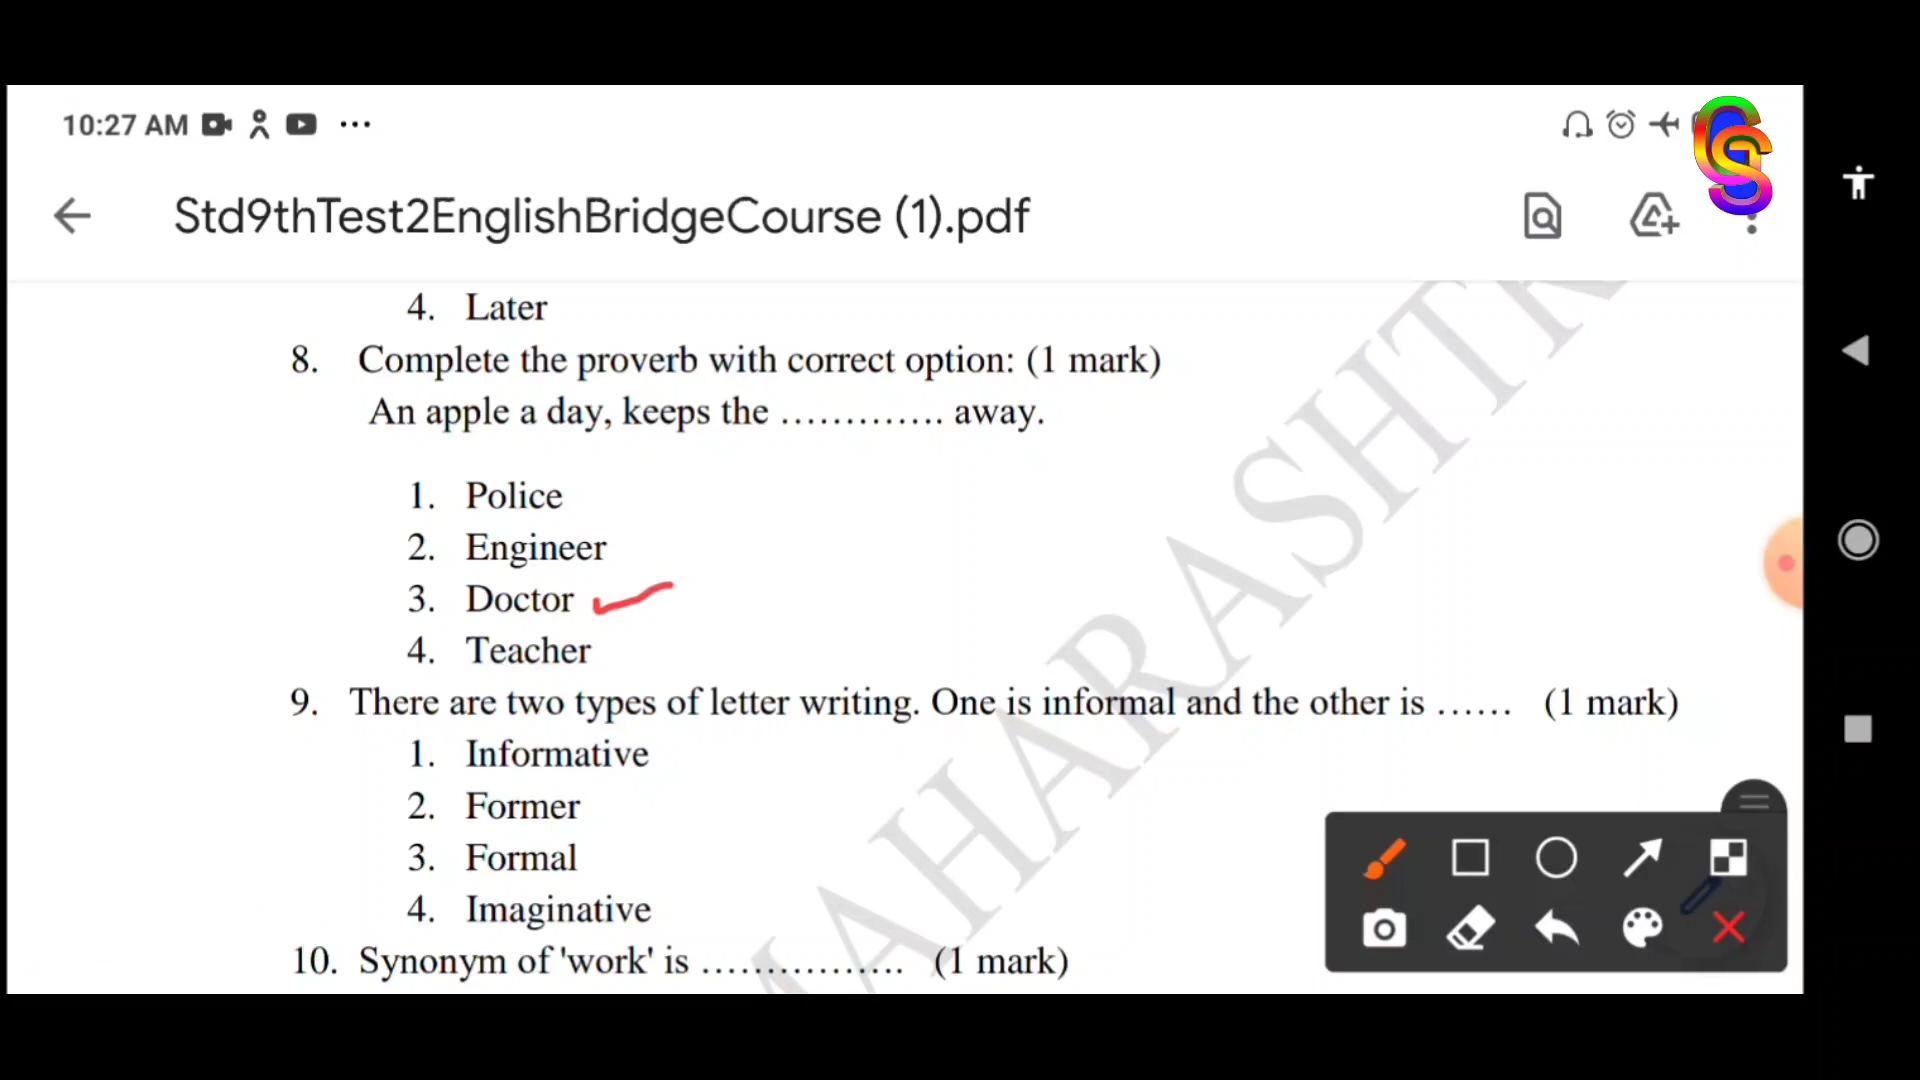 10:27 AM
Std9thTest2EnglishBridgeCourse (1).pdf
4. Later
8. Complete the proverb with correct option: (1 mark)
An apple a day, keeps the ............. away.
1. Police
2. Engineer
3. Doctor
4. Teacher
9. There are two types of letter writing. One is informal and the other is ...... (1 mark)
1. Informative
2. Former
3. Formal
4. Imaginative
10. Synonym of 'work' is ................ (1 mark)
MAHARASHTR